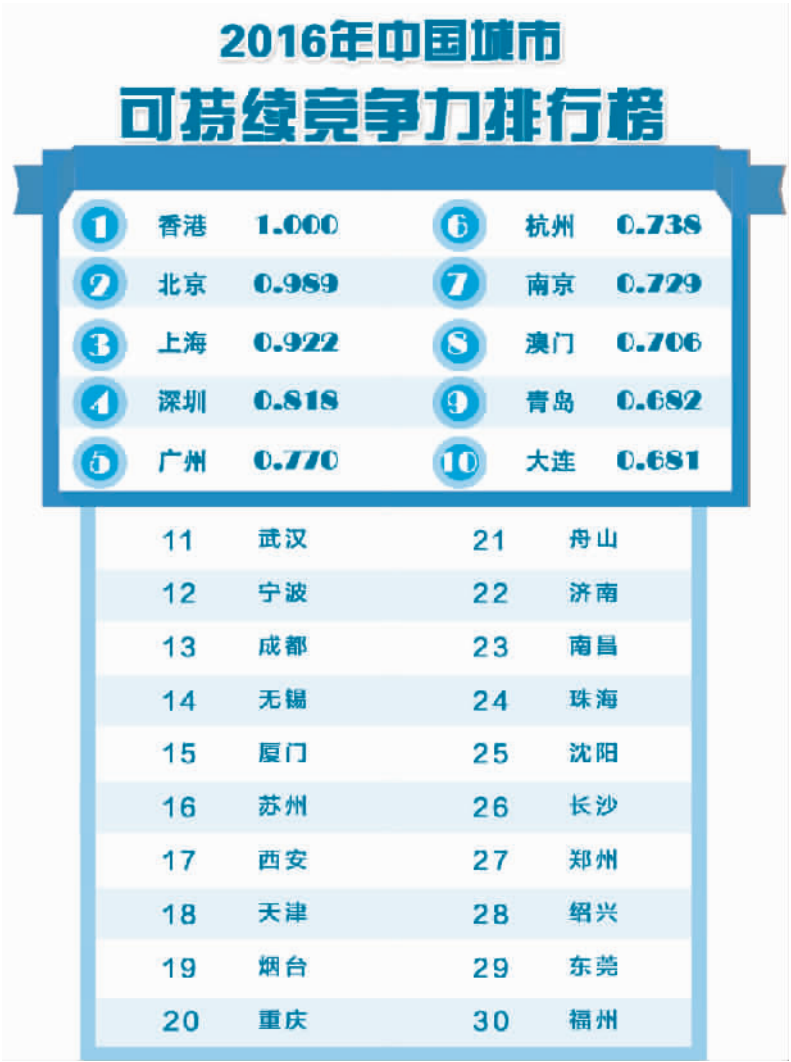 2016年中国城市
可持续竞争力排行榜
1 香港 1.000 6 杭州 0.738
2 北京 0.989 7 南京 0.729
3 上海 0.922 8 澳门 0.706
4 深圳 0.818 9 青岛 0.682
5 广州 0.770 10 大连 0.681
11 武汉 21 舟山
12 宁波 22 济南
13 成都 23 南昌
14 无锡 24 珠海
15 厦门 25 沈阳
16 苏州 26 长沙
17 西安 27 郑州
18 天津 28 绍兴
19 烟台 29 东莞
20 重庆 30 福州